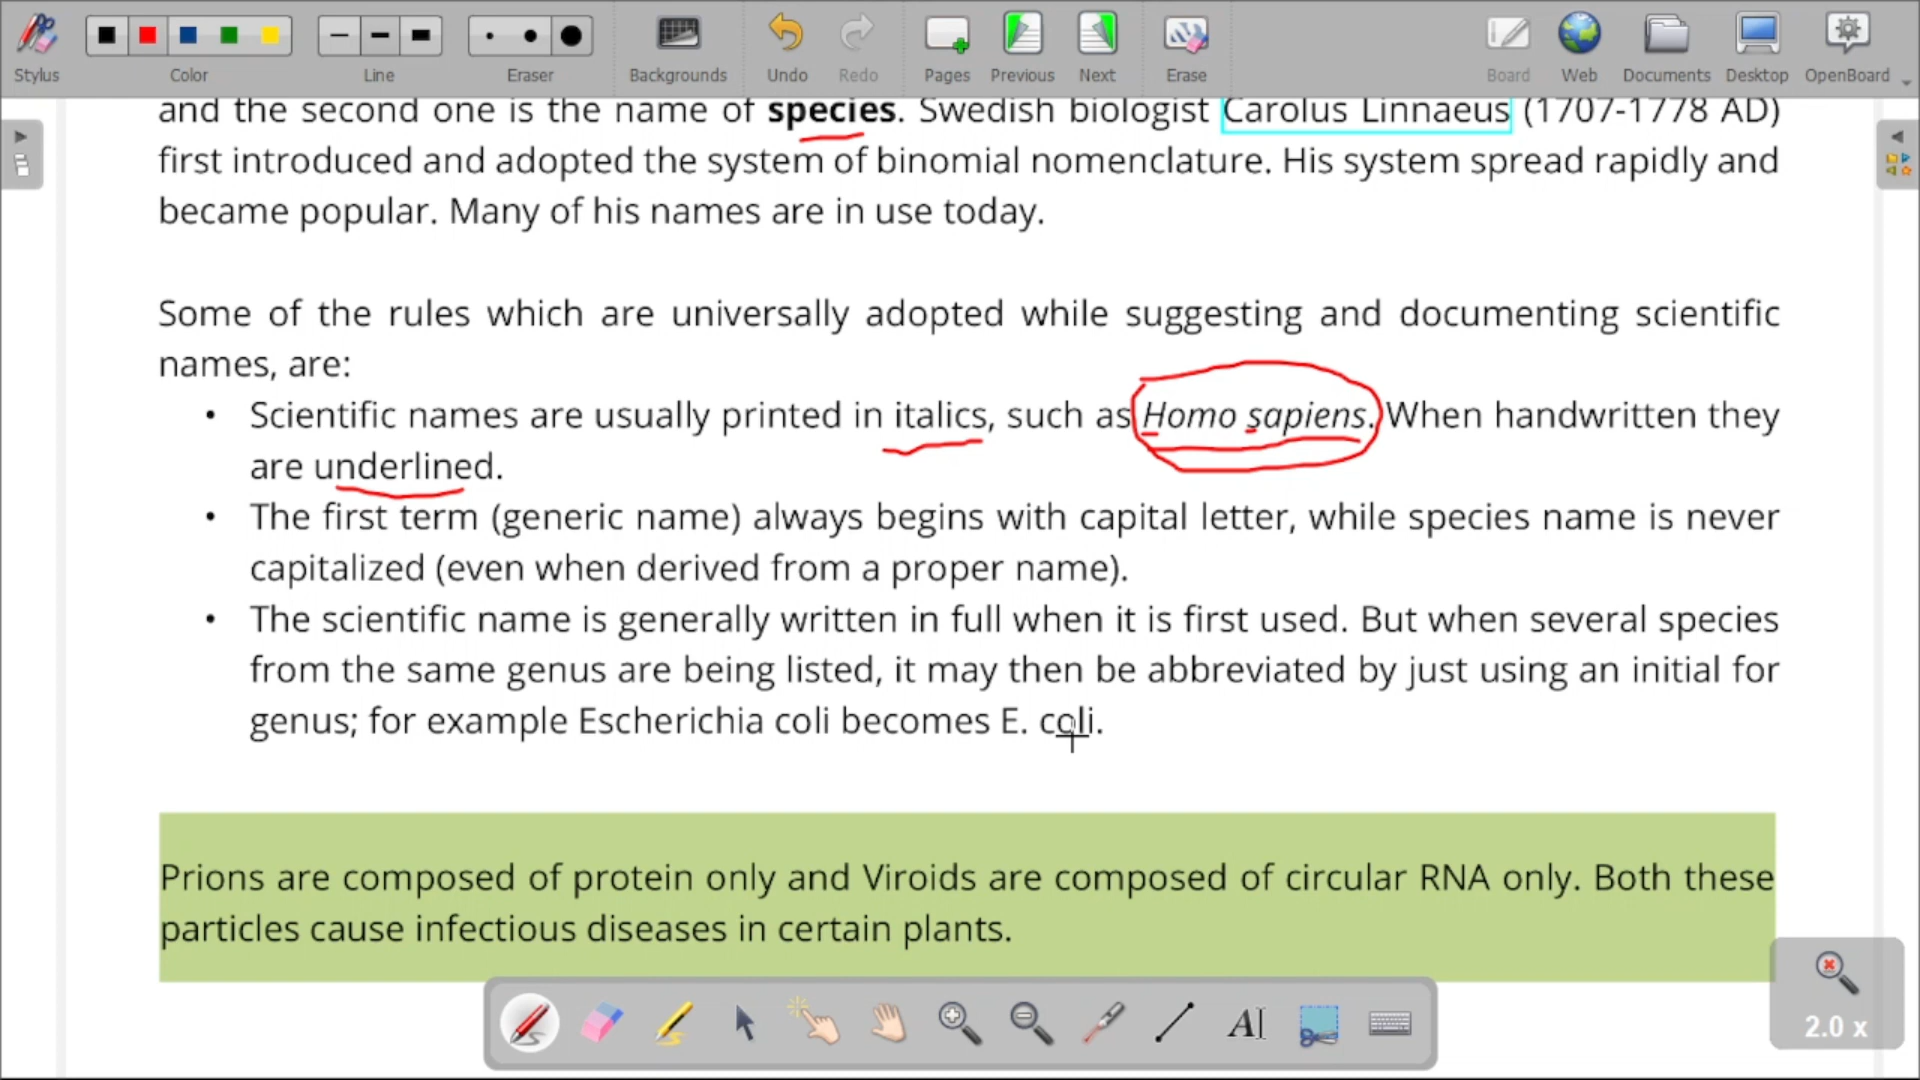 Stylus Color Line Eraser Backgrounds Undo Redo Pages Previous Next Erase Board Web Documents Desktop OpenBoard
and the second one is the name of species. Swedish biologist Carolus Linnaeus (1707-1778 AD)
first introduced and adopted the system of binomial nomenclature. His system spread rapidly and
became popular. Many of his names are in use today.
Some of the rules which are universally adopted while suggesting and documenting scientific
names, are:
• Scientific names are usually printed in italics, such as Homo sapiens. When handwritten they
are underlined.
• The first term (generic name) always begins with capital letter, while species name is never
capitalized (even when derived from a proper name).
• The scientific name is generally written in full when it is first used. But when several species
from the same genus are being listed, it may then be abbreviated by just using an initial for
genus; for example Escherichia coli becomes E. coli.
Prions are composed of protein only and Viroids are composed of circular RNA only. Both these
particles cause infectious diseases in certain plants.
AI
2.0 x